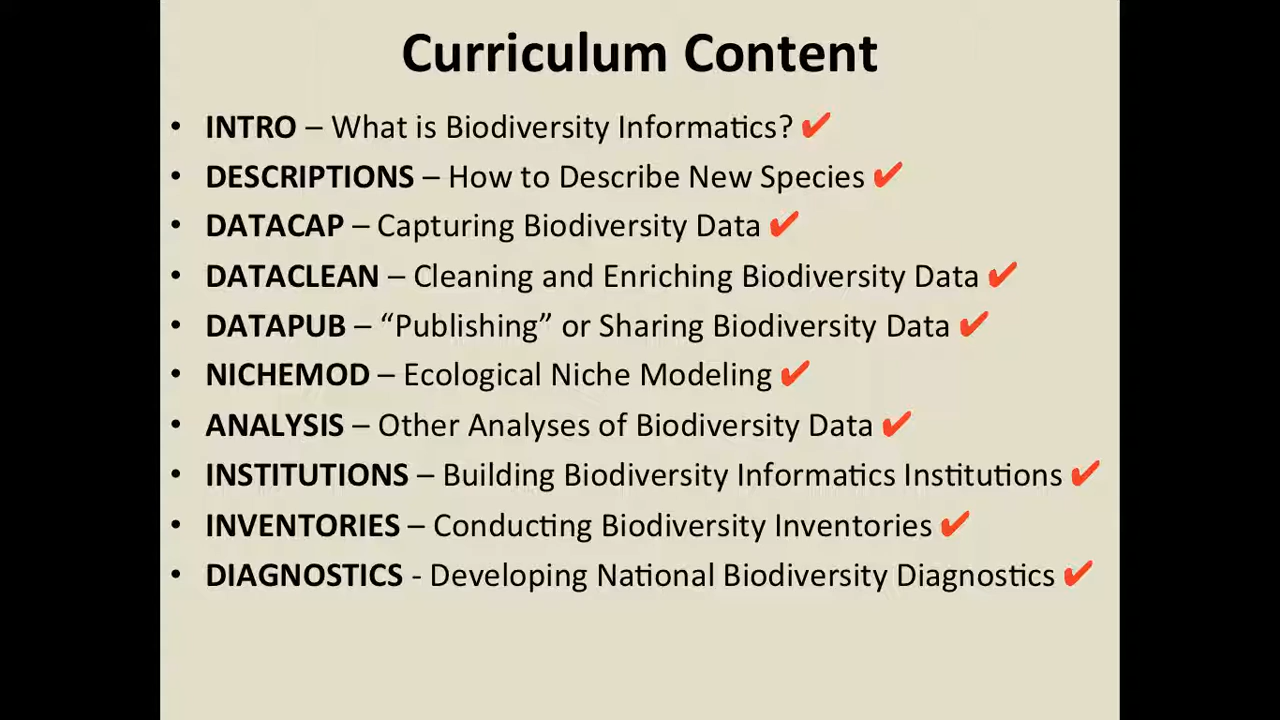 Curriculum Content
• INTRO – What is Biodiversity Informatics? ✔
• DESCRIPTIONS – How to Describe New Species ✔
• DATACAP – Capturing Biodiversity Data ✔
• DATACLEAN – Cleaning and Enriching Biodiversity Data ✔
• DATAPUB – “Publishing” or Sharing Biodiversity Data ✔
• NICHEMOD – Ecological Niche Modeling ✔
• ANALYSIS – Other Analyses of Biodiversity Data ✔
• INSTITUTIONS – Building Biodiversity Informatics Institutions ✔
• INVENTORIES – Conducting Biodiversity Inventories ✔
• DIAGNOSTICS - Developing National Biodiversity Diagnostics ✔